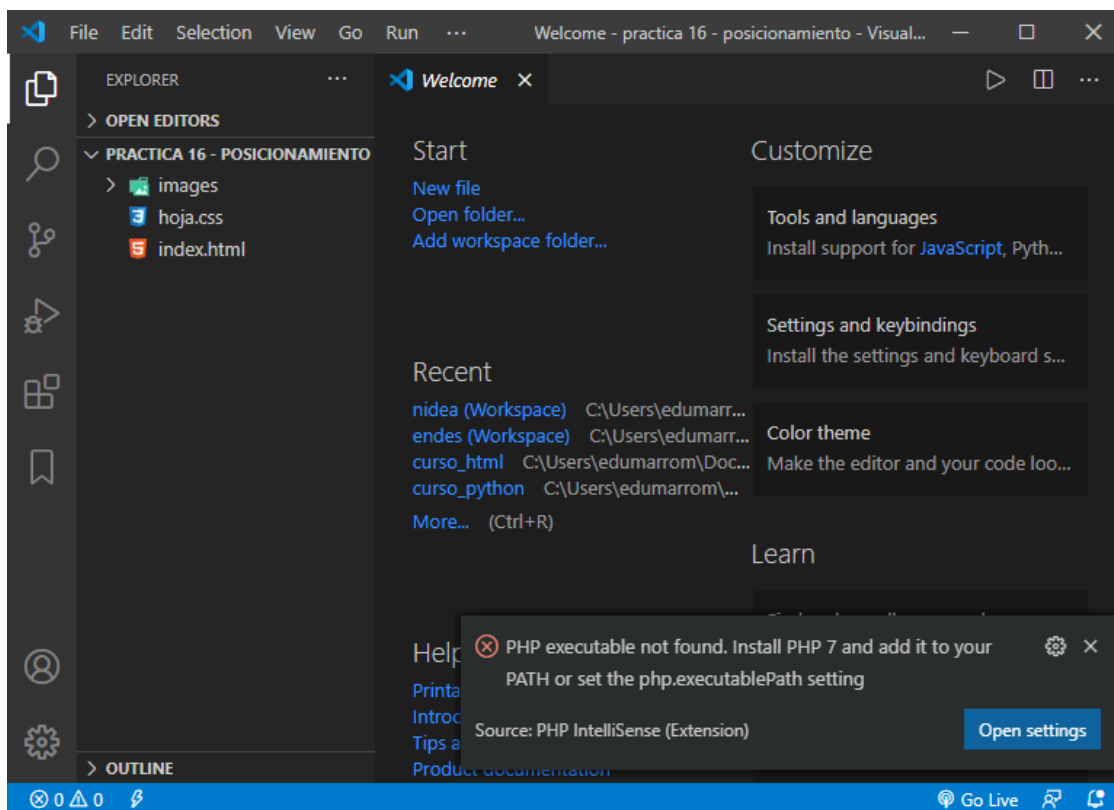 File Edit Selection View Go Run ··· Welcome - practica 16 - posicionamiento - Visual...
EXPLORER ···
OPEN EDITORS
PRACTICA 16 - POSICIONAMIENTO
images
hoja.css
index.html
OUTLINE
Welcome
Start
New file
Open folder...
Add workspace folder...
Recent
nidea (Workspace) C:\Users\edumarr...
endes (Workspace) C:\Users\edumarr...
curso_html C:\Users\edumarrom\Doc...
curso_python C:\Users\edumarrom\...
More... (Ctrl+R)
Help
Printa
Introd
Tips a
Product documentation
Customize
Tools and languages
Install support for JavaScript, Pyth...
Settings and keybindings
Install the settings and keyboard s...
Color theme
Make the editor and your code loo...
Learn
PHP executable not found. Install PHP 7 and add it to your
PATH or set the php.executablePath setting
Source: PHP IntelliSense (Extension)
Open settings
0 0
Go Live